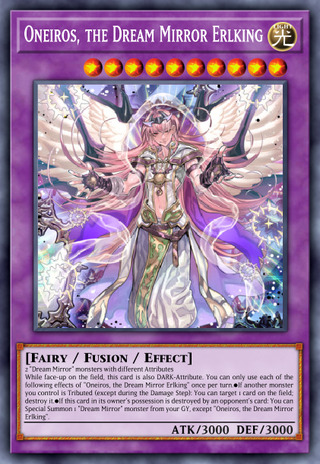 ONEIROS, THE DREAM MIRROR ERLKING
LIGHT
光
[FAIRY / FUSION / EFFECT]
2 "Dream Mirror" monsters with different Attributes
While face-up on the field, this card is also DARK-Attribute. You can only use each of the
following effects of "Oneiros, the Dream Mirror Erlking" once per turn.●If another monster
you control is Tributed (except during the Damage Step): You can target 1 card on the field;
destroy it.●If this card in its owner's possession is destroyed by an opponent's card: You can
Special Summon 1 "Dream Mirror" monster from your GY, except "Oneiros, the Dream Mirror
Erlking".
ATK/3000 DEF/3000